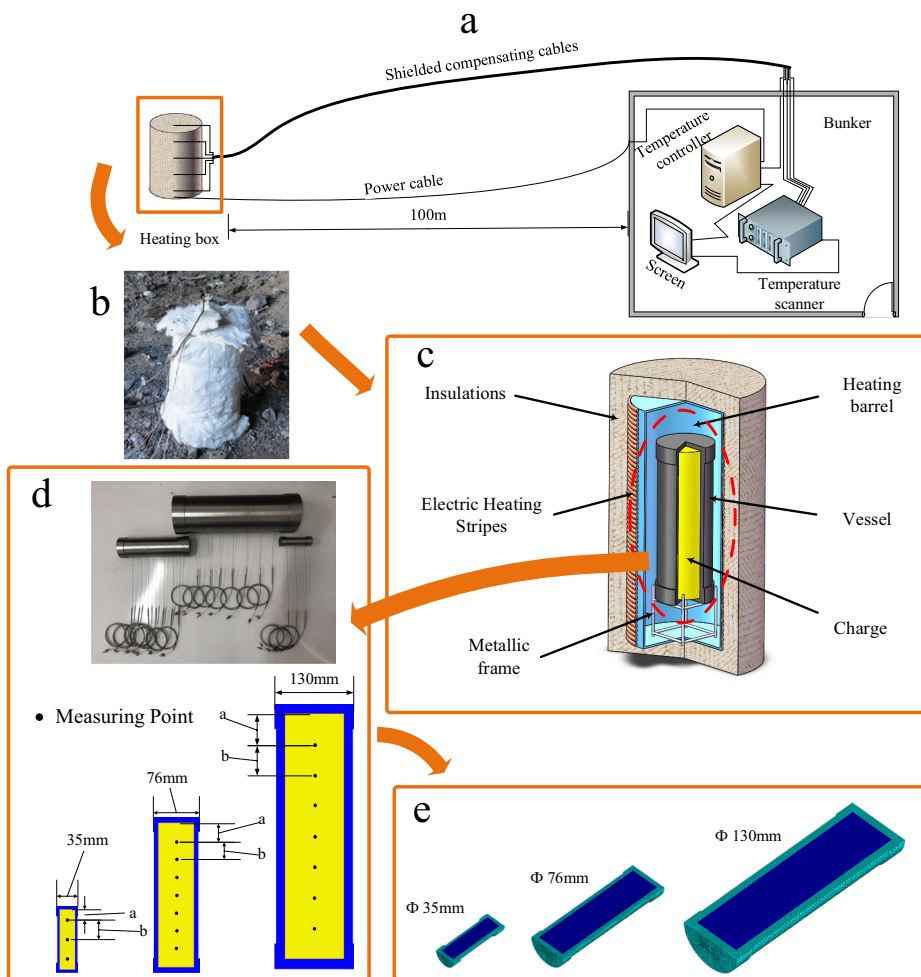 a
Shielded compensating cables
Bunker
Temperature
controller
Power cable
100m
Heating box
Screen
Temperature
scanner
b
c
Insulations
Heating
barrel
Electric Heating
Stripes
Vessel
Metallic
frame
Charge
d
130mm
• Measuring Point
a
b
76mm
a
b
35mm
a
b
e
Φ 130mm
Φ 76mm
Φ 35mm